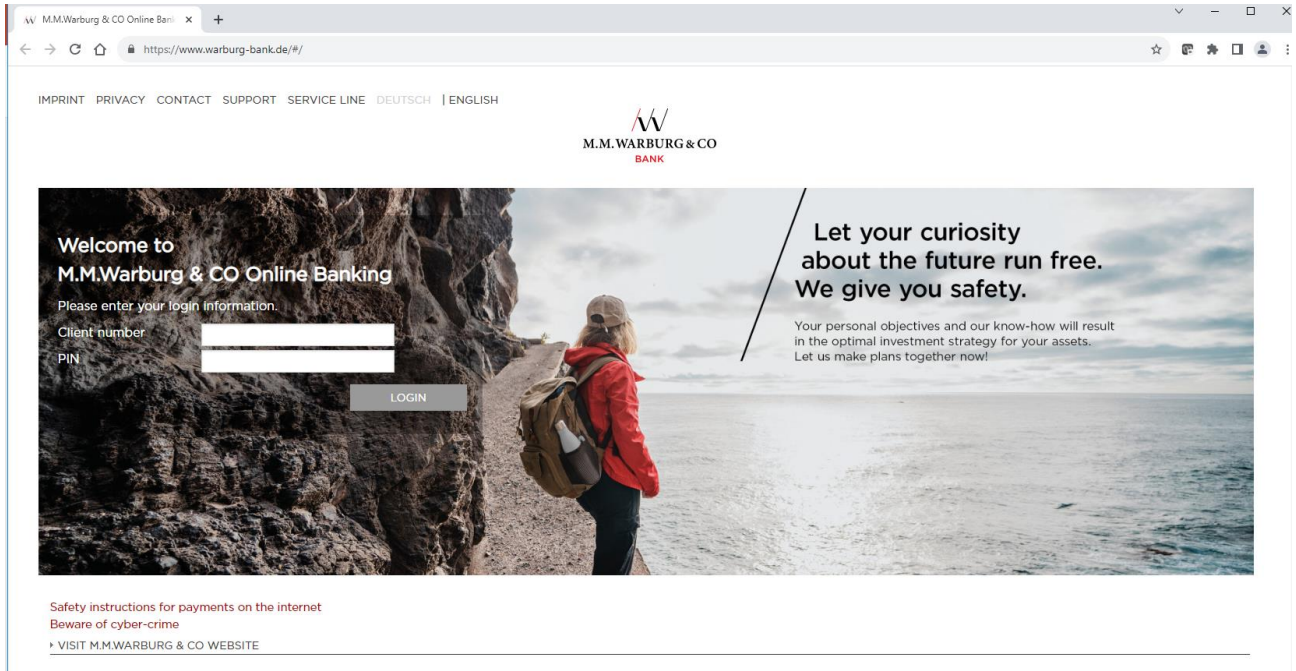 M.M.Warburg & CO Online Bank
https://www.warburg-bank.de/#/
IMPRINT PRIVACY CONTACT SUPPORT SERVICE LINE DEUTSCH | ENGLISH
M.M.WARBURG & CO
BANK
Welcome to
M.M.Warburg & CO Online Banking
Please enter your login information.
Client number
PIN
LOGIN
Let your curiosity
about the future run free.
We give you safety.
Your personal objectives and our know-how will result
in the optimal investment strategy for your assets.
Let us make plans together now!
Safety instructions for payments on the internet
Beware of cyber-crime
VISIT M.M.WARBURG & CO WEBSITE